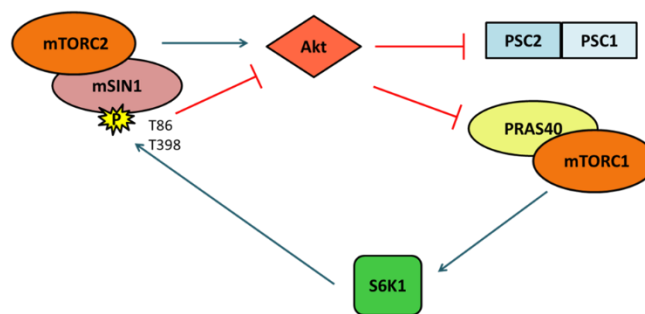 mTORC2
Akt
PSC2 PSC1
mSIN1
P
T86
T398
PRAS40
mTORC1
S6K1